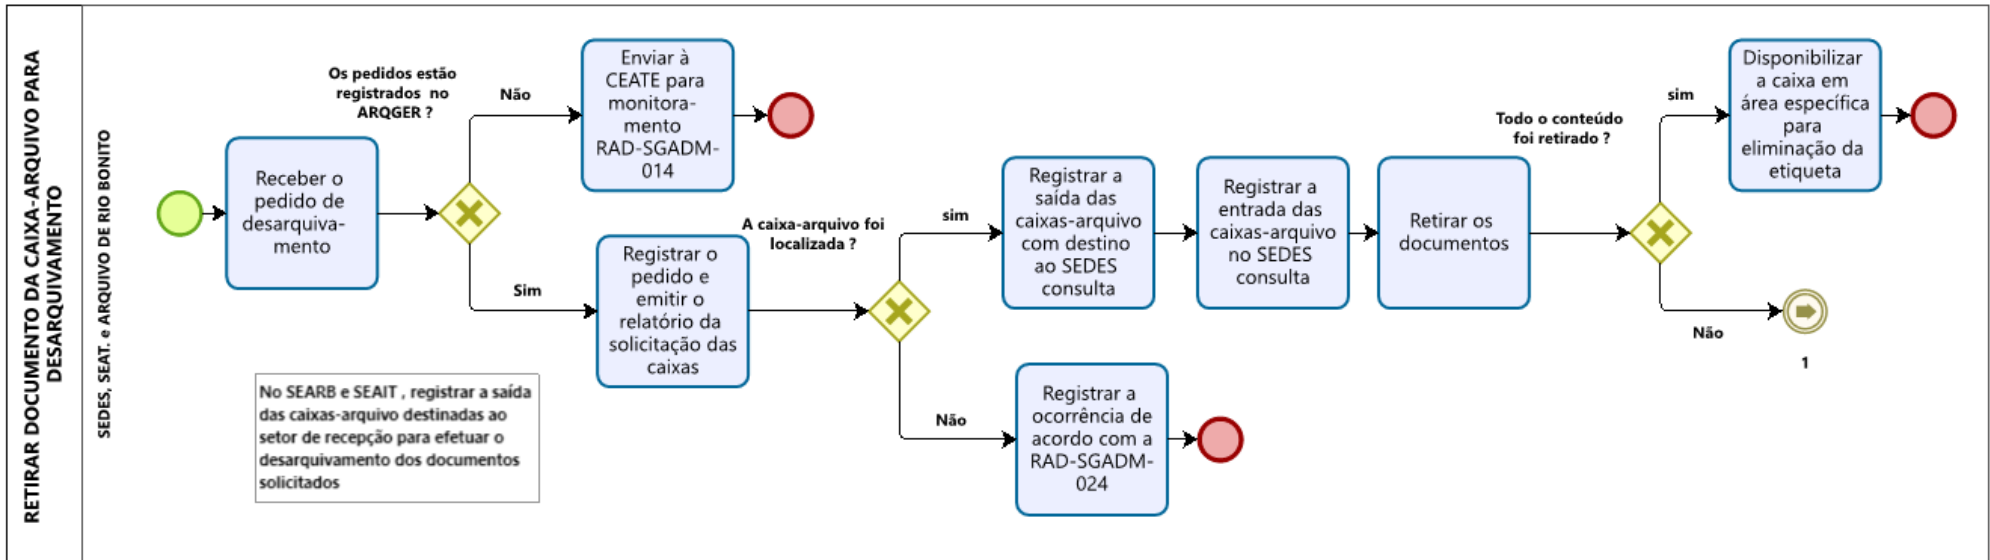 RETIRAR DOCUMENTO DA CAIXA-ARQUIVO PARA
DESARQUIVAMENTO
SEDES, SEAT. e ARQUIVO DE RIO BONITO
Receber o
pedido de
desarquiva-
mento
Os pedidos estão
registrados no
ARQGER ?
Não
Enviar à
CEATE para
monitora-
mento
RAD-SGADM-
014
Sim
Registrar o
pedido e
emitir o
relatório da
solicitação das
caixas
A caixa-arquivo foi
localizada ?
sim
Registrar a
saída das
caixas-arquivo
com destino
ao SEDES
consulta
Registrar a
entrada das
caixas-arquivo
no SEDES
consulta
Retirar os
documentos
Todo o conteúdo
foi retirado ?
sim
Disponibilizar
a caixa em
área específica
para
eliminação da
etiqueta
Não
1
Não
Registrar a
ocorrência de
acordo com a
RAD-SGADM-
024
No SEARB e SEAIT , registrar a saída
das caixas-arquivo destinadas ao
setor de recepção para efetuar o
desarquivamento dos documentos
solicitados